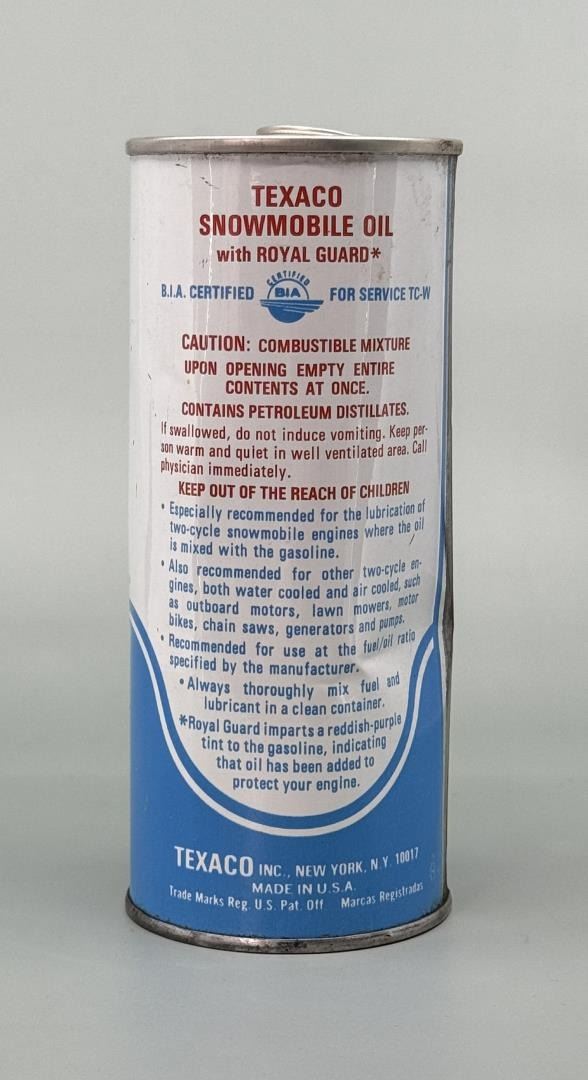 TEXACO
SNOWMOBILE OIL
with ROYAL GUARD*
CERTIFIED
B.I.A. CERTIFIED BIA FOR SERVICE TC-W
CAUTION: COMBUSTIBLE MIXTURE
UPON OPENING EMPTY ENTIRE
CONTENTS AT ONCE.
CONTAINS PETROLEUM DISTILLATES.
If swallowed, do not induce vomiting. Keep per-
son warm and quiet in well ventilated area. Call
physician immediately.
KEEP OUT OF THE REACH OF CHILDREN
• Especially recommended for the lubrication of
two-cycle snowmobile engines where the oil
is mixed with the gasoline.
• Also recommended for other two-cycle en-
gines, both water cooled and air cooled, such
as outboard motors, lawn mowers, motor
bikes, chain saws, generators and pumps.
• Recommended for use at the fuel/oil ratio
specified by the manufacturer.
• Always thoroughly mix fuel and
lubricant in a clean container.
*Royal Guard imparts a reddish-purple
tint to the gasoline, indicating
that oil has been added to
protect your engine.
TEXACO INC., NEW YORK, N.Y. 10017
MADE IN U.S.A.
Trade Marks Reg. U.S. Pat. Off Marcas Registradas